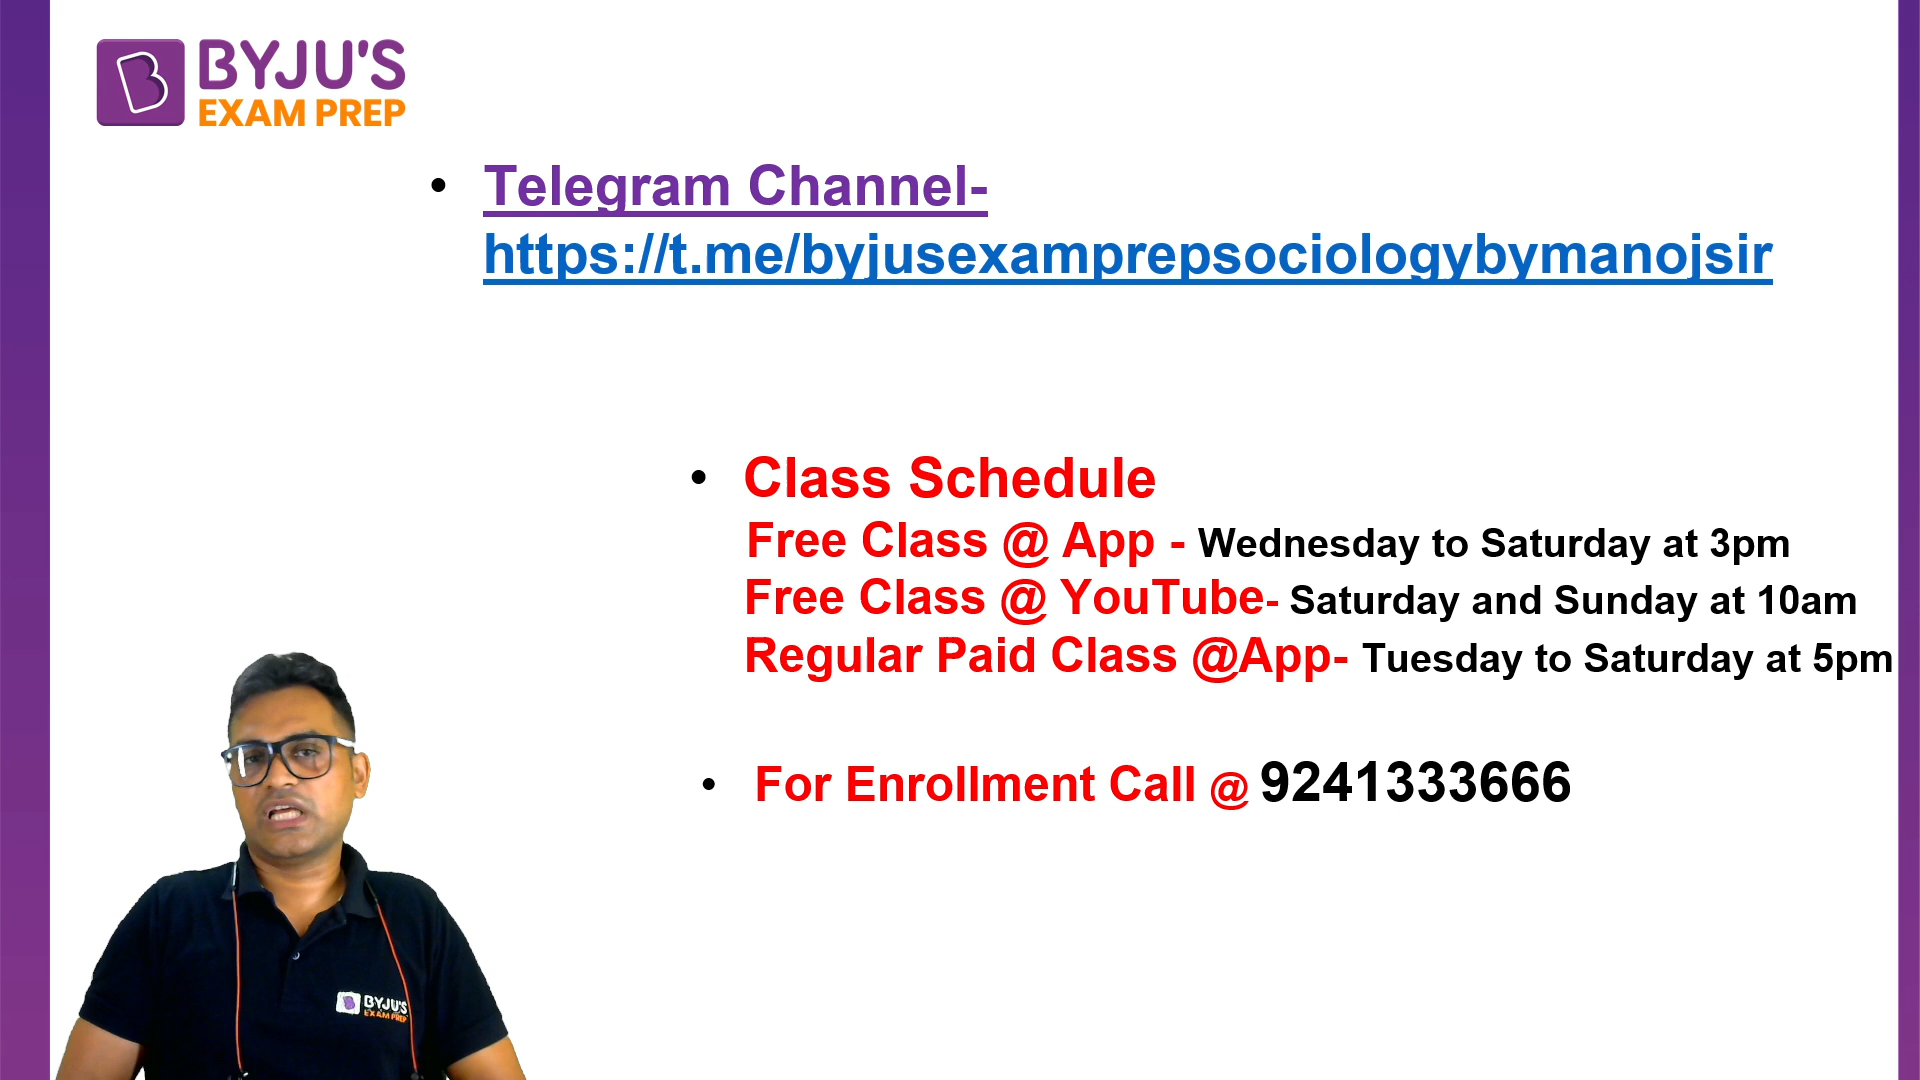 BYJU'S
EXAM PREP
• Telegram Channel-
https://t.me/byjusexamprepsociologybymanojsir
• Class Schedule
Free Class @ App - Wednesday to Saturday at 3pm
Free Class @ YouTube- Saturday and Sunday at 10am
Regular Paid Class @App- Tuesday to Saturday at 5pm
• For Enrollment Call @ 9241333666
BYJU'S
EXAM PREP